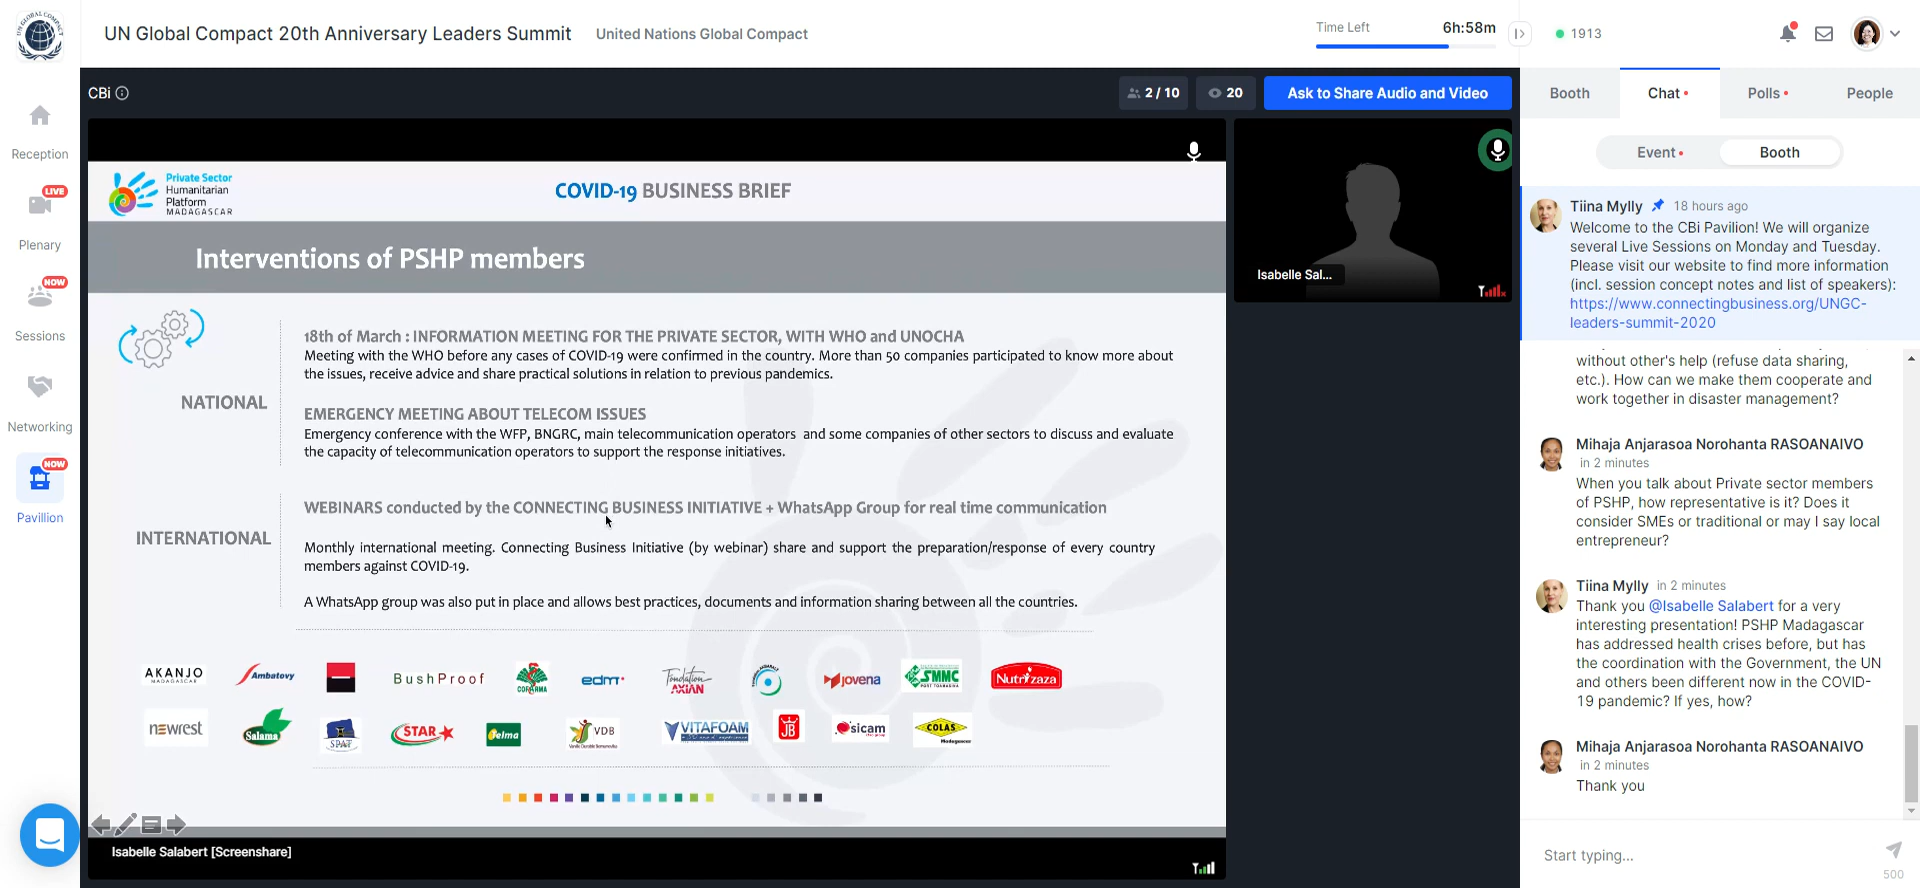 UN Global Compact 20th Anniversary Leaders Summit
United Nations Global Compact
Time Left
6h:58m
1913
Reception
LIVE
Plenary
NOW
Sessions
Networking
NOW
Pavillion
CBi
2 / 10
20
Ask to Share Audio and Video
Private Sector
Humanitarian
Platform
MADAGASCAR
COVID-19 BUSINESS BRIEF
Interventions of PSHP members
NATIONAL
18th of March : INFORMATION MEETING FOR THE PRIVATE SECTOR, WITH WHO and UNOCHA
Meeting with the WHO before any cases of COVID-19 were confirmed in the country. More than 50 companies participated to know more about
the issues, receive advice and share practical solutions in relation to previous pandemics.
EMERGENCY MEETING ABOUT TELECOM ISSUES
Emergency conference with the WFP, BNGRC, main telecommunication operators and some companies of other sectors to discuss and evaluate
the capacity of telecommunication operators to support the response initiatives.
INTERNATIONAL
WEBINARS conducted by the CONNECTING BUSINESS INITIATIVE + WhatsApp Group for real time communication
Monthly international meeting. Connecting Business Initiative (by webinar) share and support the preparation/response of every country
members against COVID-19.
A WhatsApp group was also put in place and allows best practices, documents and information sharing between all the countries.
AKANJO
MADAGASCAR
Ambatovy
BushProof
COFARMA
edm
Fondation
AXIAN
jovena
SMMC
Nutrizaza
newrest
Salama
SPAT
STAR
Telma
VDB
VITAFOAM
JB
sicam
COLAS
Madagascar
Isabelle Salabert [Screenshare]
Isabelle Sal...
Booth
Chat
Polls
People
Event
Booth
Tiina Mylly
18 hours ago
Welcome to the CBi Pavilion! We will organize
several Live Sessions on Monday and Tuesday.
Please visit our website to find more information
(incl. session concept notes and list of speakers):
https://www.connectingbusiness.org/UNGC-
leaders-summit-2020
without other's help (refuse data sharing,
etc.). How can we make them cooperate and
work together in disaster management?
Mihaja Anjarasoa Norohanta RASOANAIVO
in 2 minutes
When you talk about Private sector members
of PSHP, how representative is it? Does it
consider SMEs or traditional or may I say local
entrepreneur?
Tiina Mylly in 2 minutes
Thank you @Isabelle Salabert for a very
interesting presentation! PSHP Madagascar
has addressed health crises before, but has
the coordination with the Government, the UN
and others been different now in the COVID-
19 pandemic? If yes, how?
Mihaja Anjarasoa Norohanta RASOANAIVO
in 2 minutes
Thank you
Start typing...
500